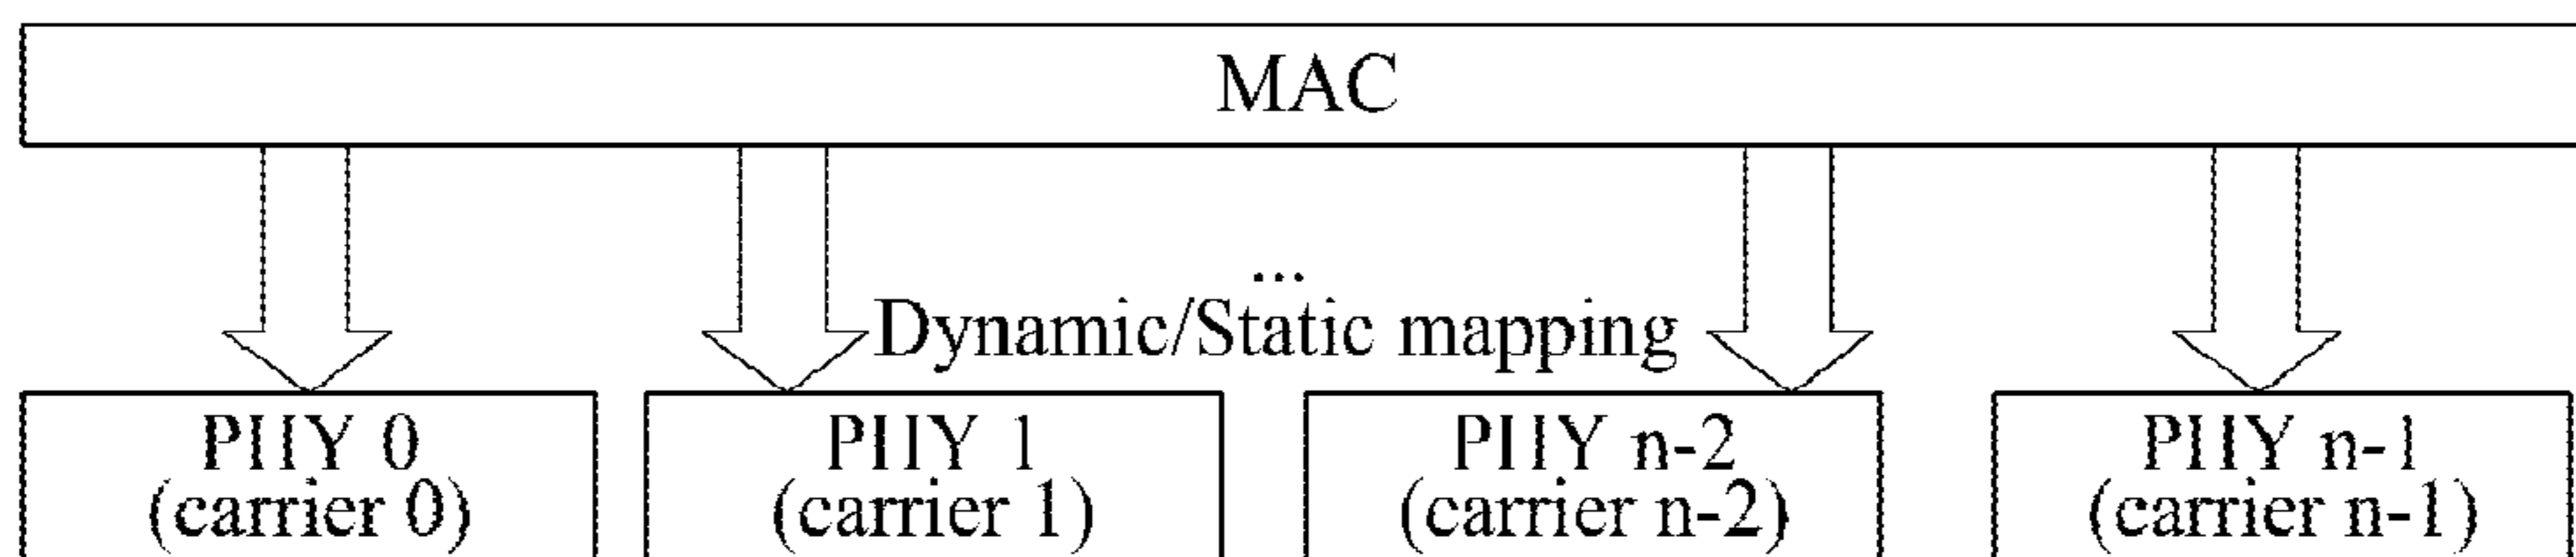 MAC
...
Dynamic/Static mapping
PHY 0
(carrier 0)
PHY 1
(carrier 1)
PHY n-2
(carrier n-2)
PHY n-1
(carrier n-1)